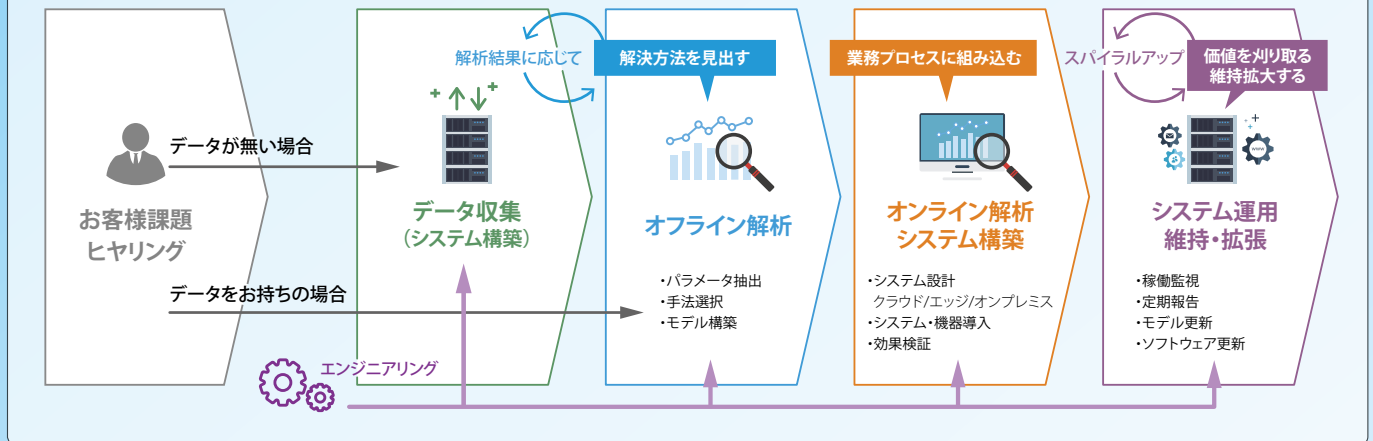 お客様課題
ヒヤリング
データが無い場合
データをお持ちの場合
データ収集
（システム構築）
解析結果に応じて
解決方法を見出す
オフライン解析
・パラメータ抽出
・手法選択
・モデル構築
業務プロセスに組み込む
オンライン解析
システム構築
・システム設計
クラウド/エッジ/オンプレミス
・システム・機器導入
・効果検証
スパイラルアップ
価値を刈り取る
維持拡大する
WWW
システム運用
維持・拡張
・稼働監視
・定期報告
・モデル更新
・ソフトウェア更新
エンジニアリング